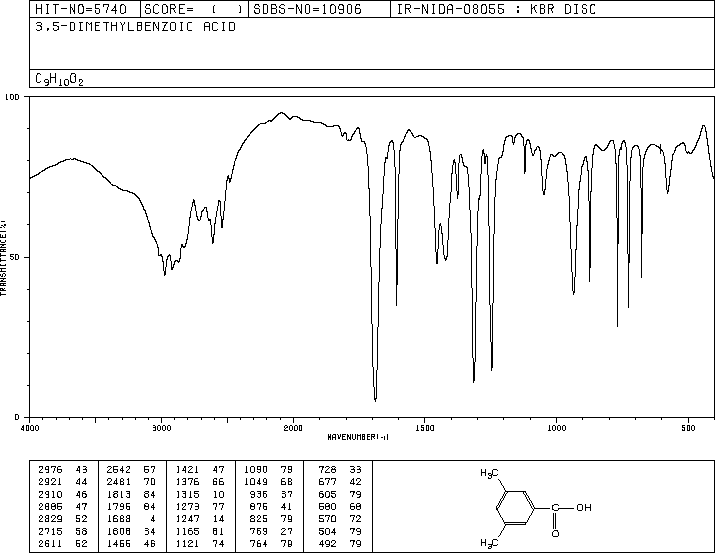 HIT-NO=5740 SCORE= ( ) SDBS-NO=10906 IR-NIDA-08055 : KBR DISC
3,5-DIMETHYLBENZOIC ACID
C9H10O2
100
TRANSMITTANCE(%)
50
0
4000 3000 2000 1500 1000 500
WAVENUMBER(-1)
2976 43 2542 57 1421 47 1090 79 728 33
2921 44 2461 70 1376 66 1049 68 677 42
2910 46 1813 84 1315 10 936 37 605 79
2885 47 1796 84 1273 77 876 41 580 68
2829 52 1688 4 1247 14 825 79 570 72
2715 58 1608 34 1165 81 769 27 504 79
2611 52 1456 46 1121 74 764 79 492 79
H3C
OH
O
H3C